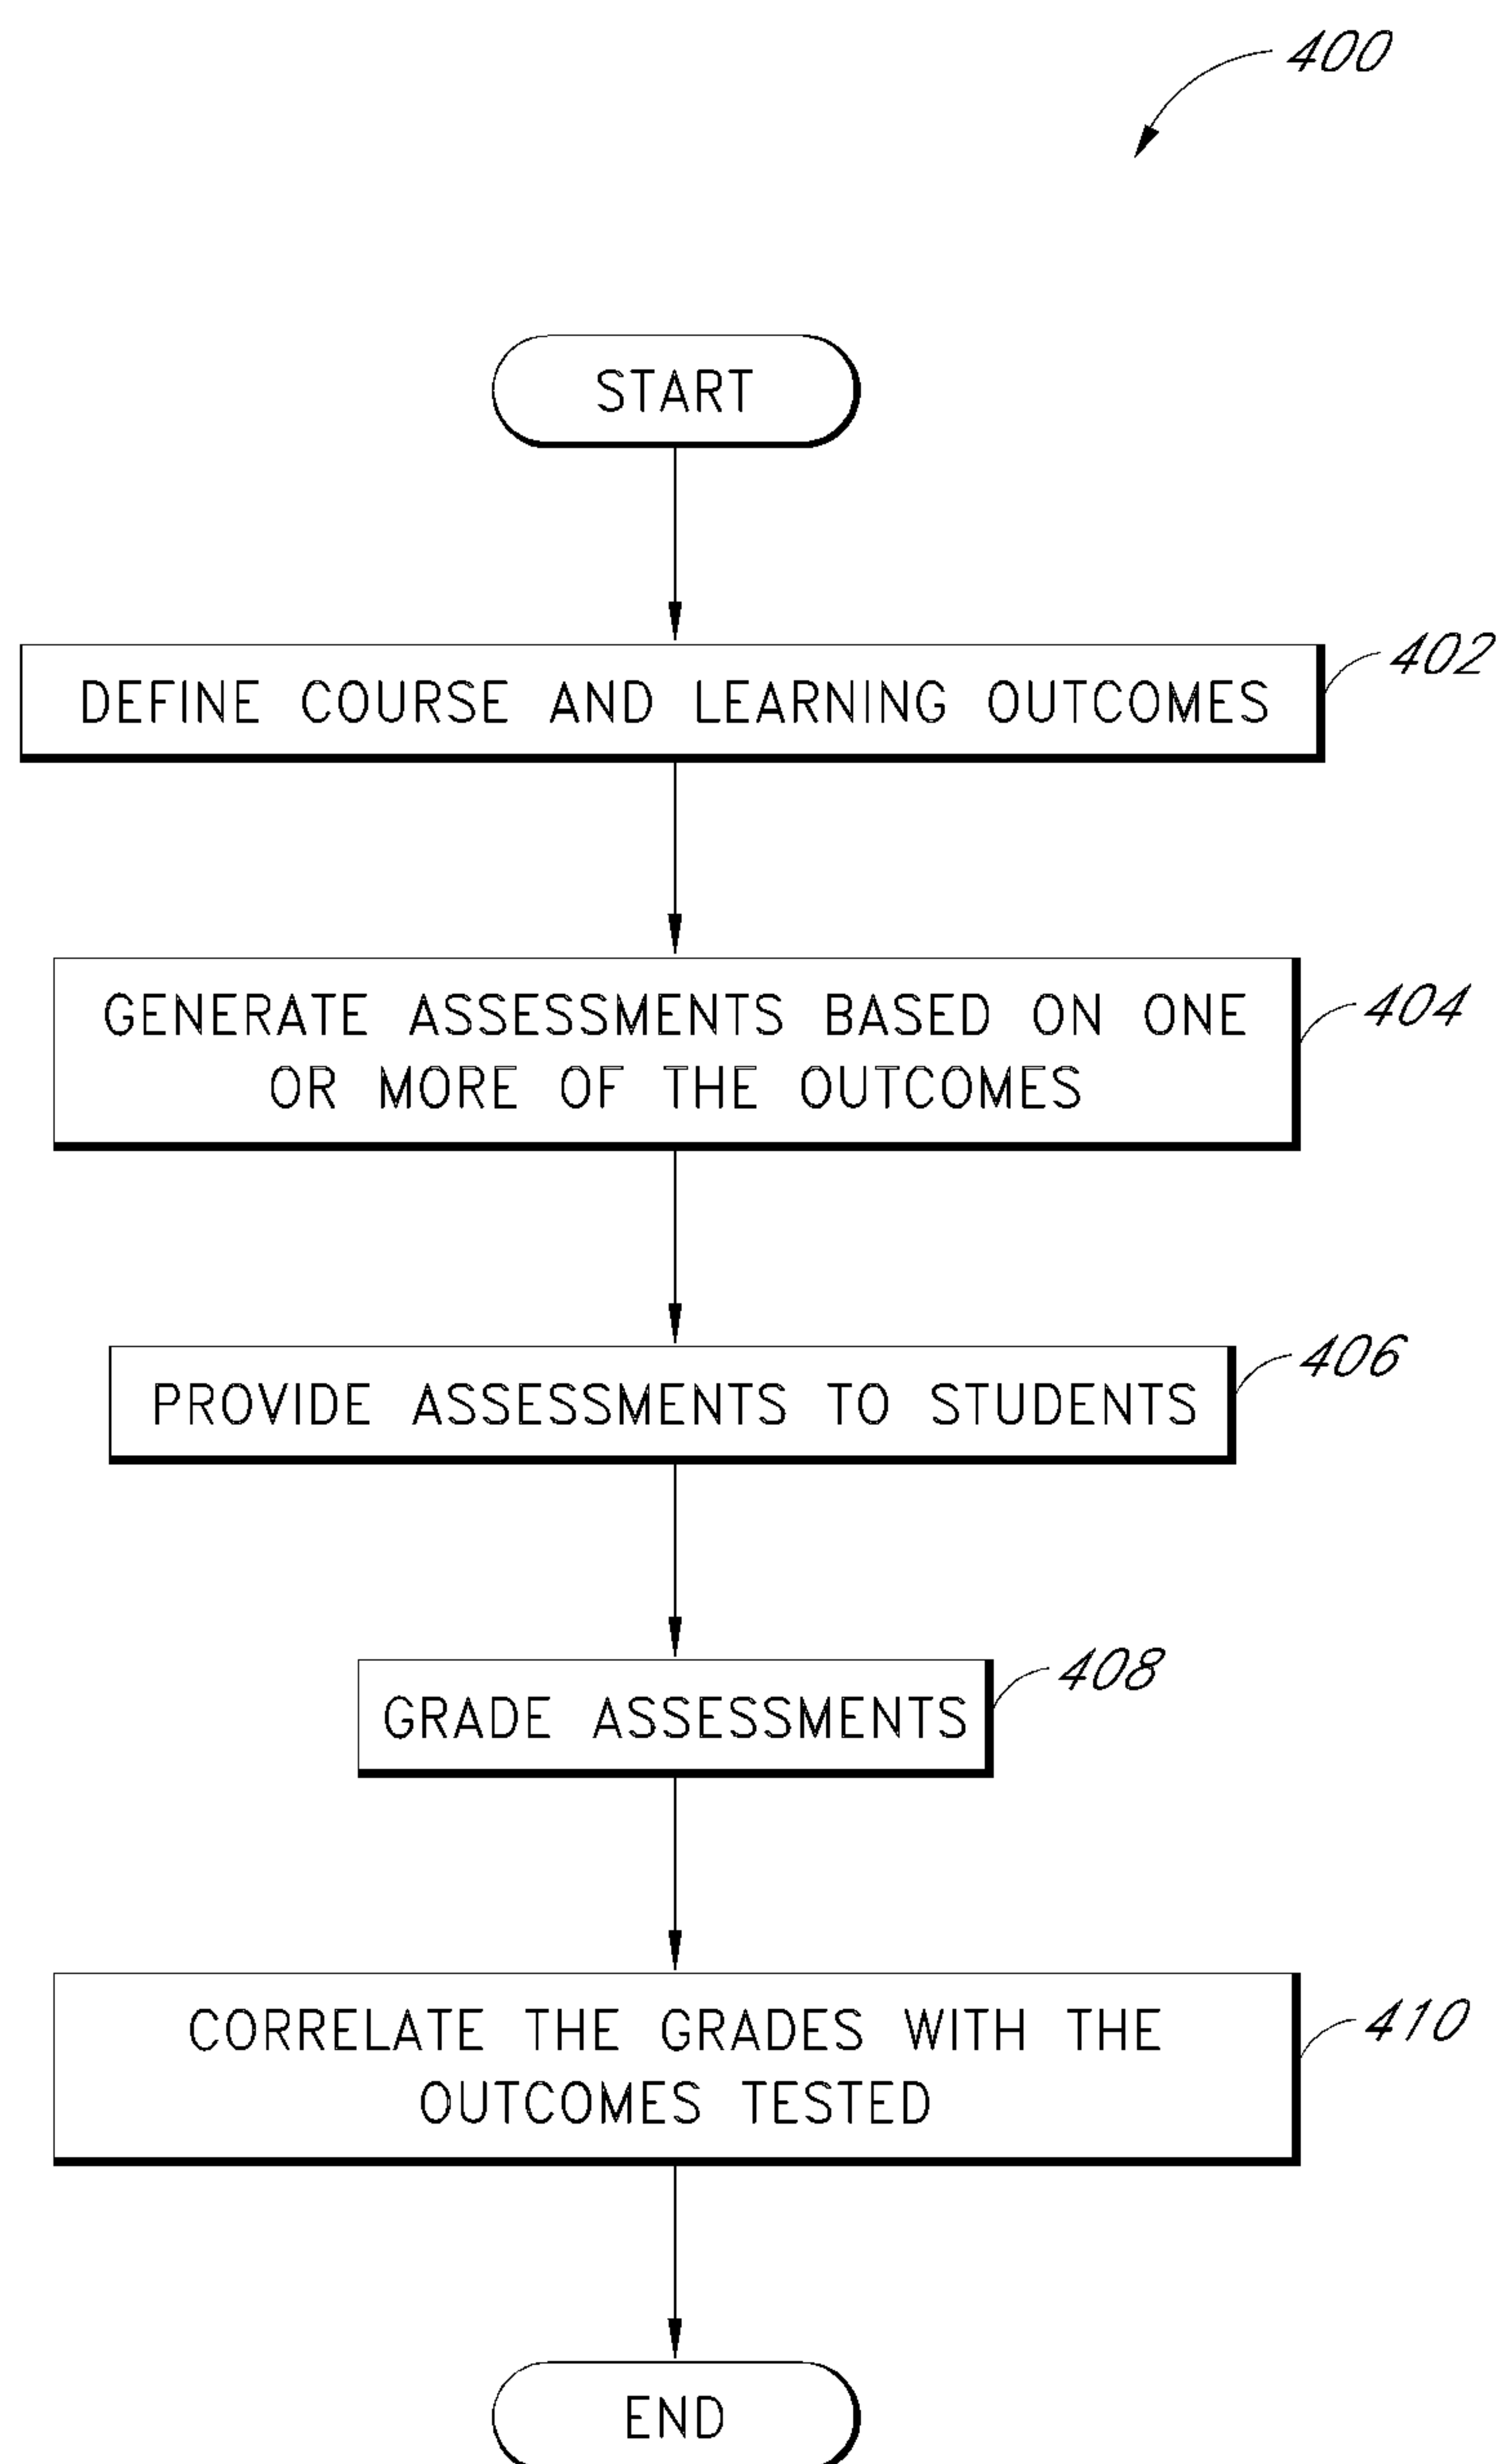 400
START
DEFINE COURSE AND LEARNING OUTCOMES
402
GENERATE ASSESSMENTS BASED ON ONE
OR MORE OF THE OUTCOMES
404
PROVIDE ASSESSMENTS TO STUDENTS
406
GRADE ASSESSMENTS
408
CORRELATE THE GRADES WITH THE
OUTCOMES TESTED
410
END